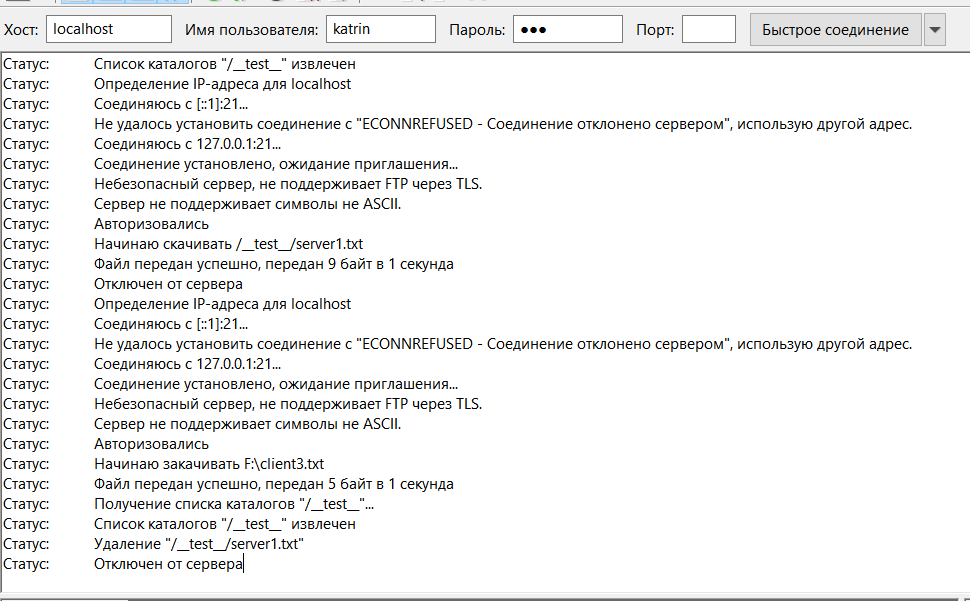 Хост: localhost Имя пользователя: katrin Пароль: ●●● Порт: Быстрое соединение
Статус: Список каталогов "/__test__" извлечен
Статус: Определение IP-адреса для localhost
Статус: Соединяюсь с [::1]:21...
Статус: Не удалось установить соединение с "ECONNREFUSED - Соединение отклонено сервером", использую другой адрес.
Статус: Соединяюсь с 127.0.0.1:21...
Статус: Соединение установлено, ожидание приглашения...
Статус: Небезопасный сервер, не поддерживает FTP через TLS.
Статус: Сервер не поддерживает символы не ASCII.
Статус: Авторизовались
Статус: Начинаю скачивать /__test__/server1.txt
Статус: Файл передан успешно, передан 9 байт в 1 секунда
Статус: Отключен от сервера
Статус: Определение IP-адреса для localhost
Статус: Соединяюсь с [::1]:21...
Статус: Не удалось установить соединение с "ECONNREFUSED - Соединение отклонено сервером", использую другой адрес.
Статус: Соединяюсь с 127.0.0.1:21...
Статус: Соединение установлено, ожидание приглашения...
Статус: Небезопасный сервер, не поддерживает FTP через TLS.
Статус: Сервер не поддерживает символы не ASCII.
Статус: Авторизовались
Статус: Начинаю закачивать F:\client3.txt
Статус: Файл передан успешно, передан 5 байт в 1 секунда
Статус: Получение списка каталогов "/__test__"...
Статус: Список каталогов "/__test__" извлечен
Статус: Удаление "/__test__/server1.txt"
Статус: Отключен от сервера